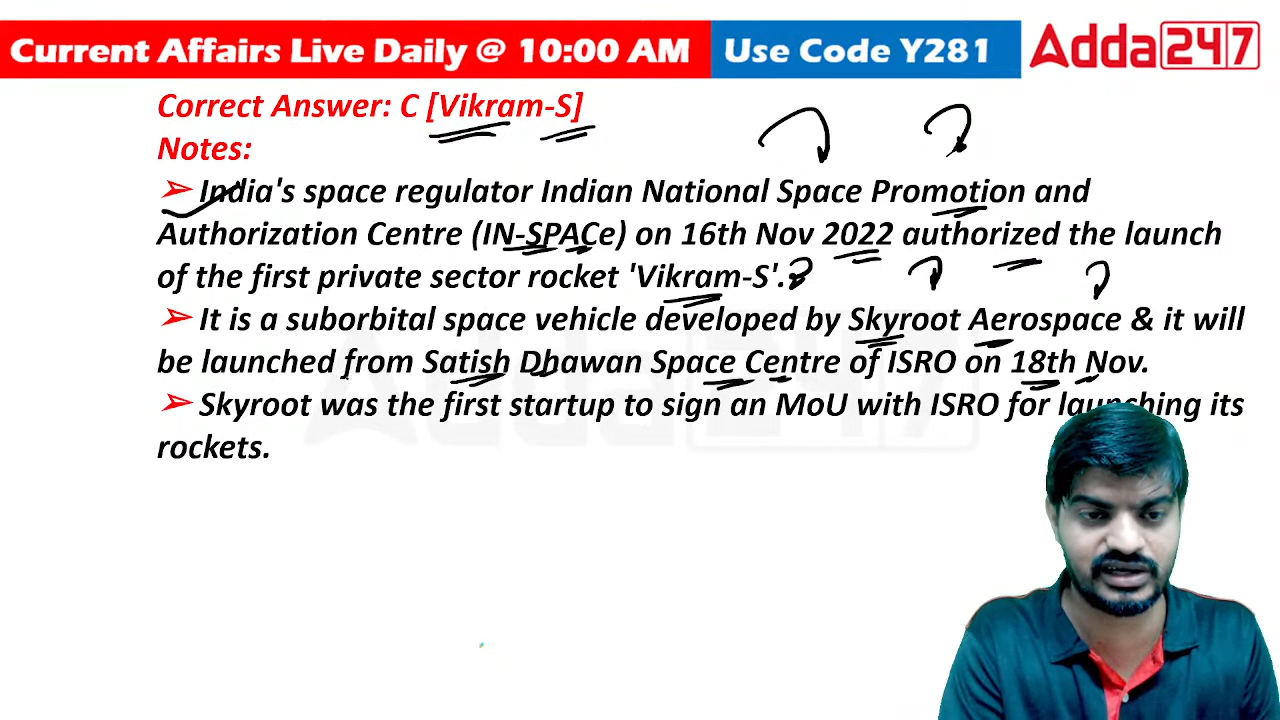 Current Affairs Live Daily @ 10:00 AM Use Code Y281 Adda247
Correct Answer: C [Vikram-S]
Notes:
➢ India's space regulator Indian National Space Promotion and
Authorization Centre (IN-SPACe) on 16th Nov 2022 authorized the launch
of the first private sector rocket 'Vikram-S'.
➢ It is a suborbital space vehicle developed by Skyroot Aerospace & it will
be launched from Satish Dhawan Space Centre of ISRO on 18th Nov.
➢ Skyroot was the first startup to sign an MoU with ISRO for launching its
rockets.
Adda247